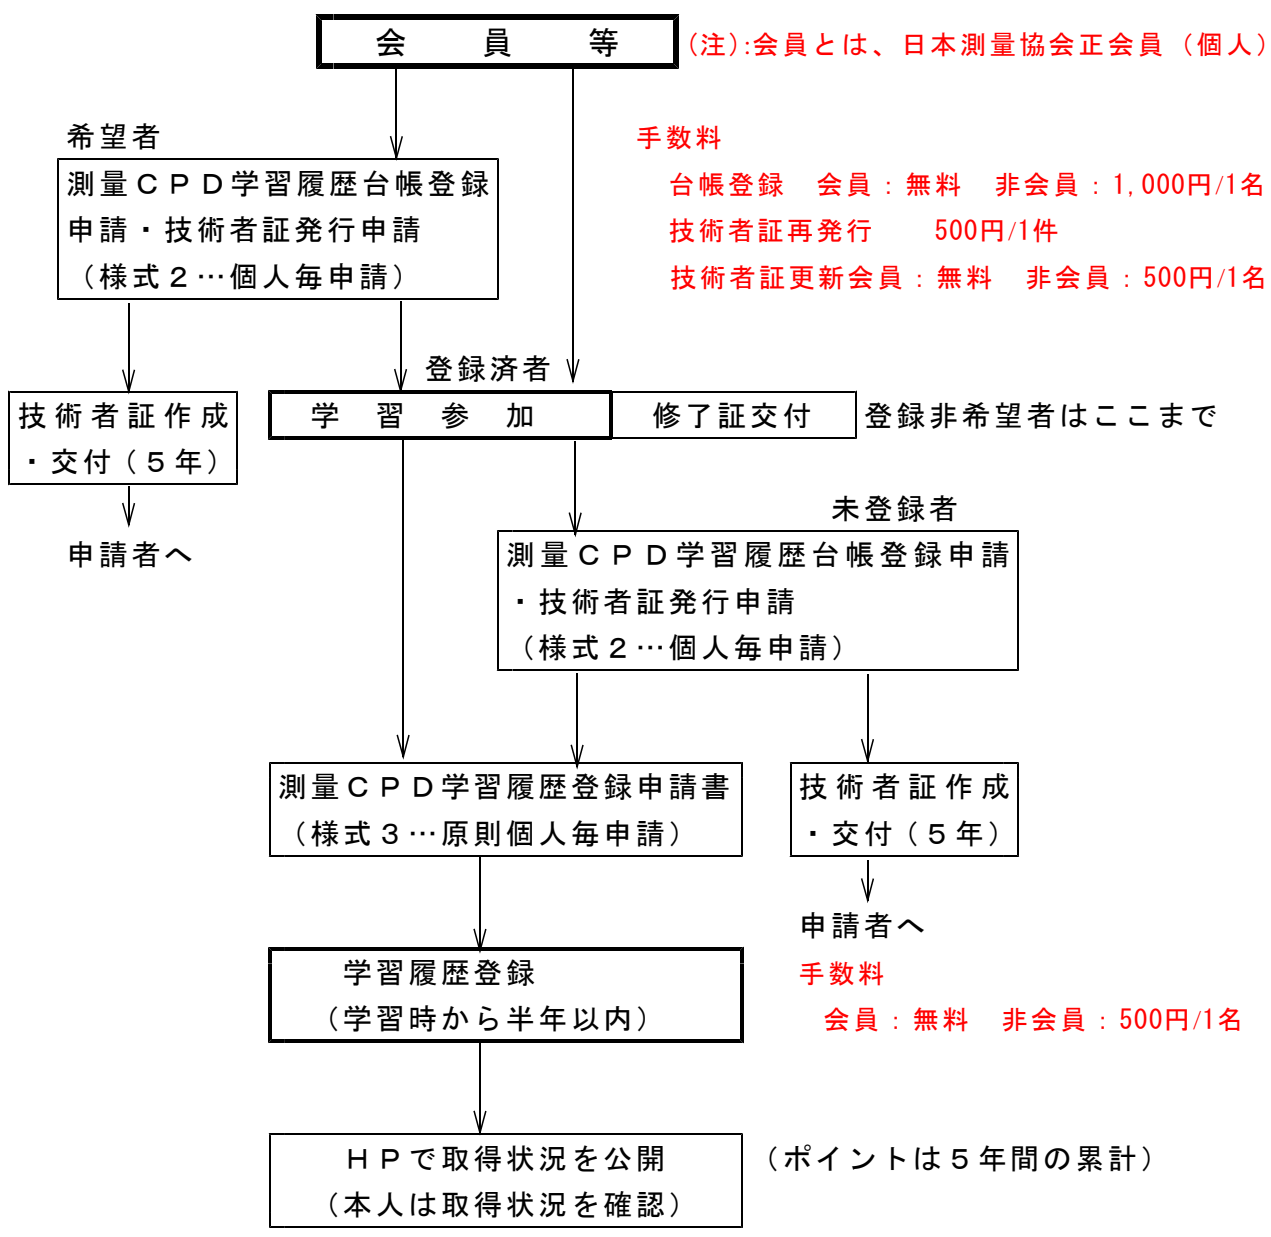 会員等
(注):会員とは、日本測量協会正会員（個人）
希望者
測量ＣＰＤ学習履歴台帳登録
申請・技術者証発行申請
（様式２…個人毎申請）
手数料
台帳登録　会員：無料　非会員：1,000円/1名
技術者証再発行　　500円/1件
技術者証更新会員：無料　非会員：500円/1名
登録済者
技術者証作成
・交付（５年）
申請者へ
学習参加
修了証交付
登録非希望者はここまで
未登録者
測量ＣＰＤ学習履歴台帳登録申請
・技術者証発行申請
（様式２…個人毎申請）
測量ＣＰＤ学習履歴登録申請書
（様式３…原則個人毎申請）
技術者証作成
・交付（５年）
申請者へ
手数料
会員：無料　非会員：500円/1名
学習履歴登録
（学習時から半年以内）
ＨＰで取得状況を公開
（本人は取得状況を確認）
（ポイントは５年間の累計）